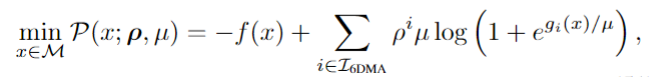 min_{x∈ℳ} 𝒫(x; ρ, μ) = −f(x) + ∑_{i∈ℐ_{6DMA}} ρ^i μ log(1 + e^{g_i(x)/μ}),